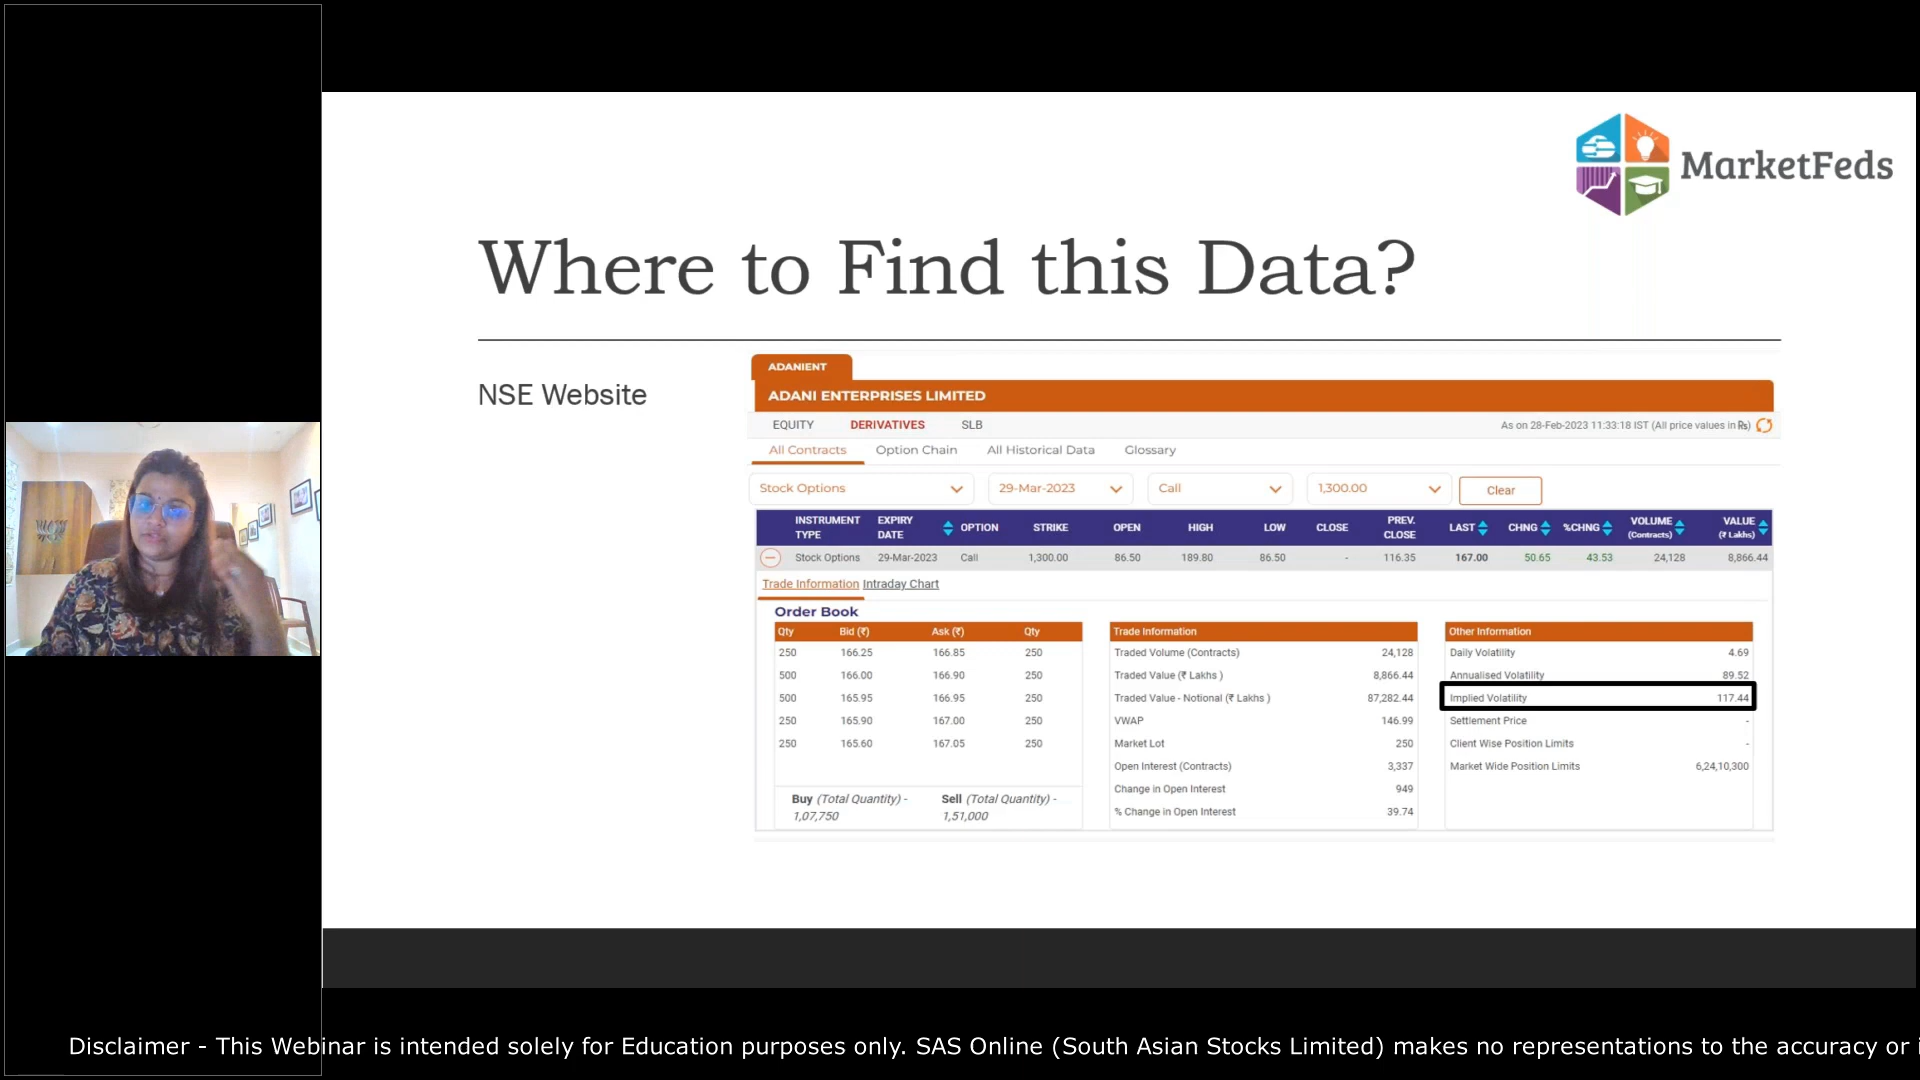 MarketFeds
Where to Find this Data?
NSE Website
ADANIENT
ADANI ENTERPRISES LIMITED
EQUITY DERIVATIVES SLB As on 28-Feb-2023 11:33:18 IST (All price values in ₨)
All Contracts Option Chain All Historical Data Glossary
Stock Options 29-Mar-2023 Call 1,300.00 Clear
INSTRUMENT TYPE EXPIRY DATE OPTION STRIKE OPEN HIGH LOW CLOSE PREV. CLOSE LAST CHNG %CHNG VOLUME (Contracts) VALUE (₹ Lakhs)
Stock Options 29-Mar-2023 Call 1,300.00 86.50 189.80 86.50 - 116.35 167.00 50.65 43.53 24,128 8,866.44
Trade Information Intraday Chart
Order Book
Qty Bid (₹) Ask (₹) Qty
250 166.25 166.85 250
500 166.00 166.90 250
500 165.95 166.95 250
250 165.90 167.00 250
250 165.60 167.05 250
Buy (Total Quantity) - 1,07,750
Sell (Total Quantity) - 1,51,000
Trade Information
Traded Volume (Contracts) 24,128
Traded Value (₹ Lakhs ) 8,866.44
Traded Value - Notional (₹ Lakhs ) 87,282.44
VWAP 146.99
Market Lot 250
Open Interest (Contracts) 3,337
Change in Open Interest 949
% Change in Open Interest 39.74
Other Information
Daily Volatility 4.69
Annualised Volatility 89.52
Implied Volatility 117.44
Settlement Price -
Client Wise Position Limits -
Market Wide Position Limits 6,24,10,300
Disclaimer - This Webinar is intended solely for Education purposes only. SAS Online (South Asian Stocks Limited) makes no representations to the accuracy or